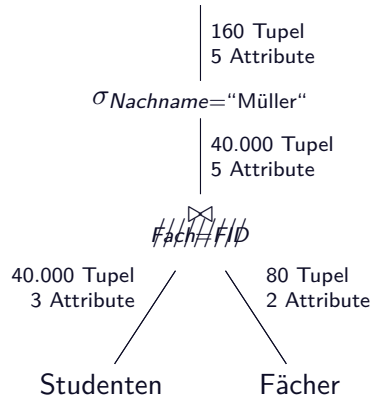 160 Tupel
5 Attribute
σNachname=“Müller“
40.000 Tupel
5 Attribute
⋈
Fach=FID
40.000 Tupel
3 Attribute
80 Tupel
2 Attribute
Studenten
Fächer